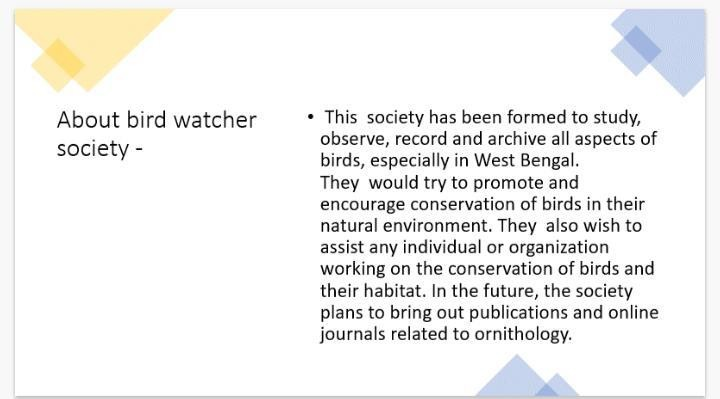 About bird watcher
society -
• This  society has been formed to study,
observe, record and archive all aspects of
birds, especially in West Bengal.
They  would try to promote and
encourage conservation of birds in their
natural environment. They  also wish to
assist any individual or organization
working on the conservation of birds and
their habitat. In the future, the society
plans to bring out publications and online
journals related to ornithology.